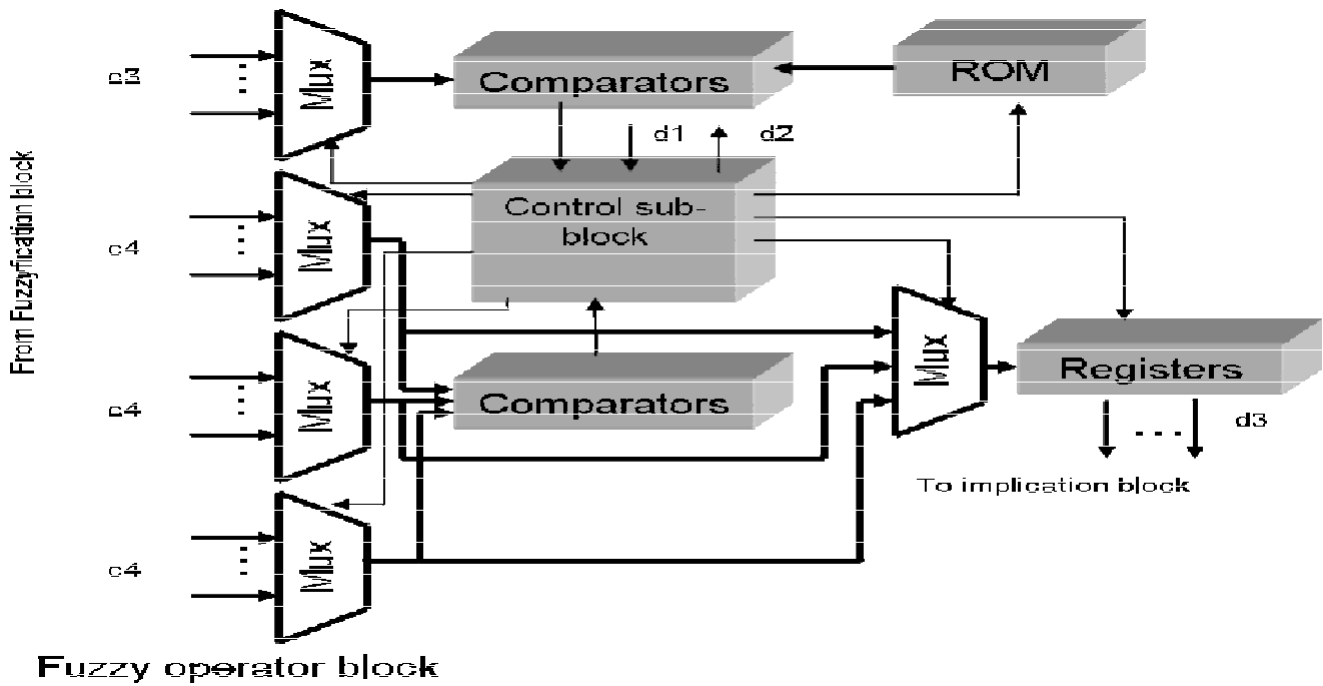 c3
Mux
Comparators
ROM
d1
d2
From Fuzzyfication block
Control sub-
block
c4
Mux
Mux
Registers
c4
Mux
Comparators
d3
To implication block
c4
Mux
Fuzzy operator block